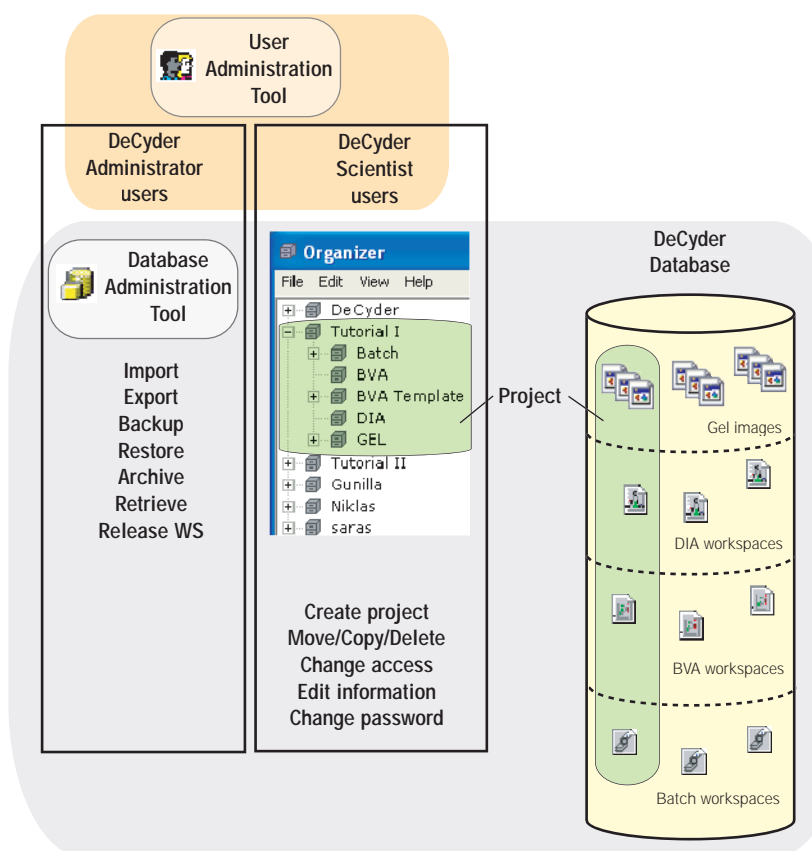 User
Administration
Tool
DeCyder
Administrator
users
DeCyder
Scientist
users
Database
Administration
Tool
Import
Export
Backup
Restore
Archive
Retrieve
Release WS
Organizer
File Edit View Help
DeCyder
Tutorial I
Batch
BVA
BVA Template
DIA
GEL
Tutorial II
Gunilla
Niklas
saras
Create project
Move/Copy/Delete
Change access
Edit information
Change password
Project
DeCyder
Database
Gel images
DIA workspaces
BVA workspaces
Batch workspaces